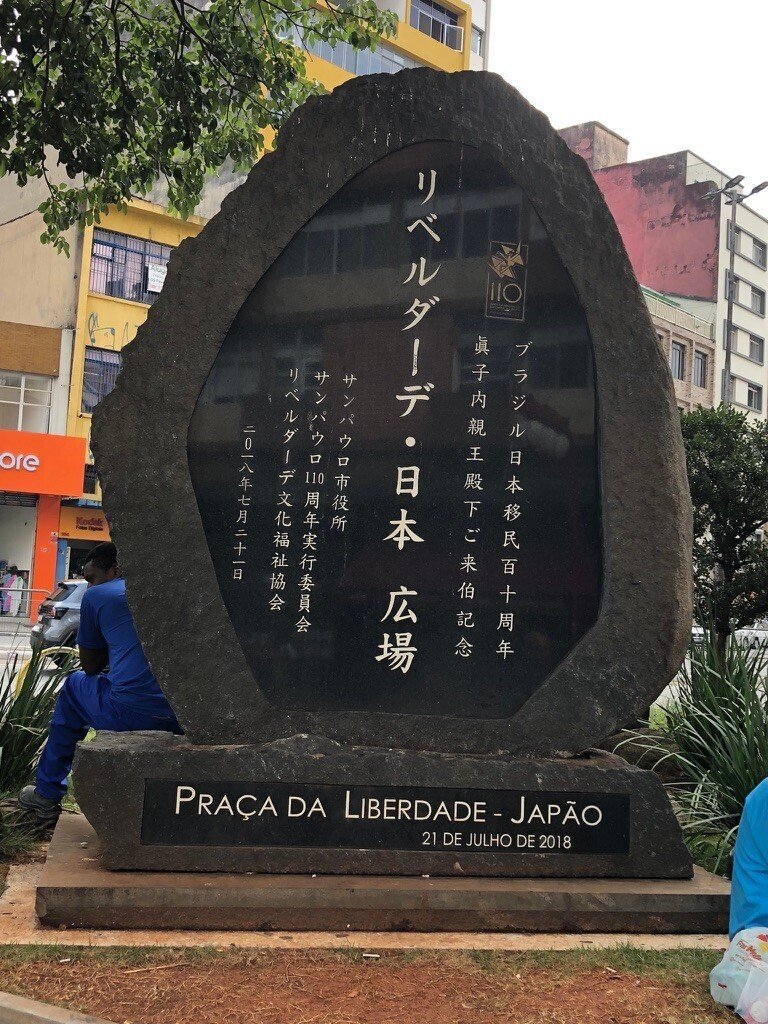 ブラジル日本移民百十周年
眞子内親王殿下ご来伯記念
リベルダーデ・日本 広場
サンパウロ市役所
サンパウロ110周年実行委員会
リベルダーデ文化福祉協会
二〇一八年七月二十一日
110
PRAÇA DA LIBERDADE - JAPÃO
21 DE JULHO DE 2018
ore
Kodak